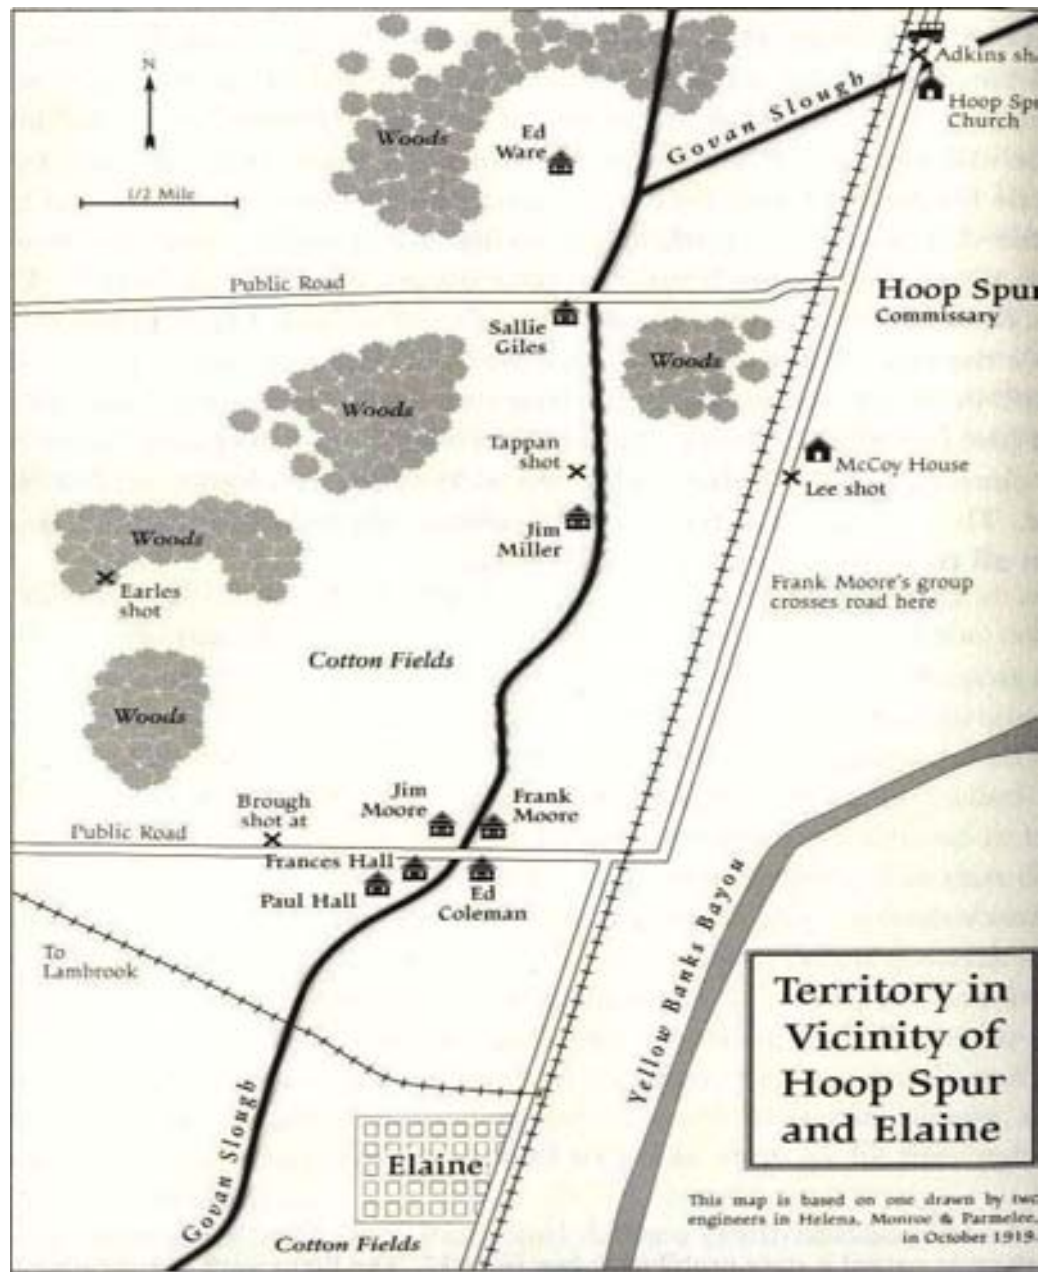 N
1/2 Mile
Woods
Ed
Ware
Govan Slough
Adkins sh
Hoop Spu
Church
Public Road
Hoop Spur
Commissary
Sallie
Giles
Woods
Woods
Tappan
shot
McCoy House
Lee shot
Jim
Miller
Woods
Earles
shot
Frank Moore's group
crosses road here
Cotton Fields
Woods
Jim
Moore
Frank
Moore
Brough
shot at
Public Road
Frances Hall
Paul Hall
Ed
Coleman
To
Lambrook
Yellow Banks Bayou
Territory in
Vicinity of
Hoop Spur
and Elaine
Govan Slough
Elaine
Cotton Fields
This map is based on one drawn by two
engineers in Helena, Monroe & Parmelee,
in October 1919.